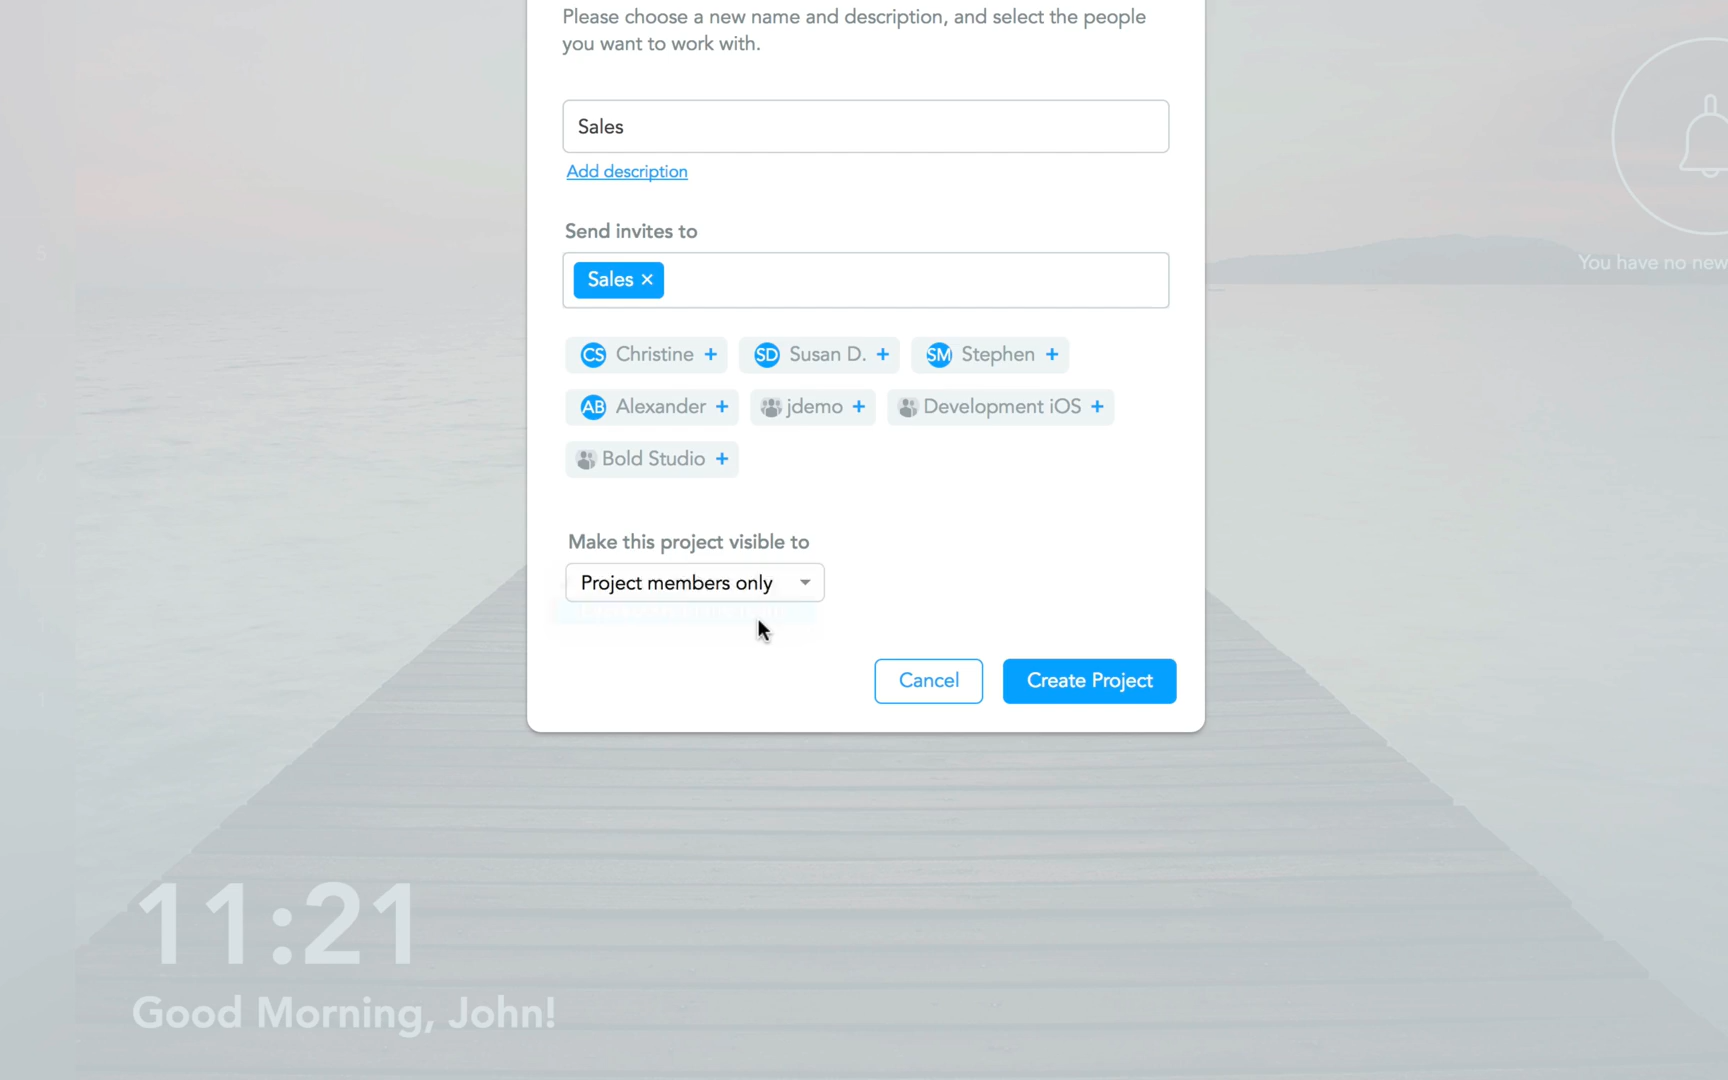 Please choose a new name and description, and select the people
you want to work with.
Sales
Add description
Send invites to
Sales ×
CS Christine +
SD Susan D. +
SM Stephen +
AB Alexander +
jdemo +
Development iOS +
Bold Studio +
Make this project visible to
Project members only
Cancel
Create Project
You have no new
11:21
Good Morning, John!